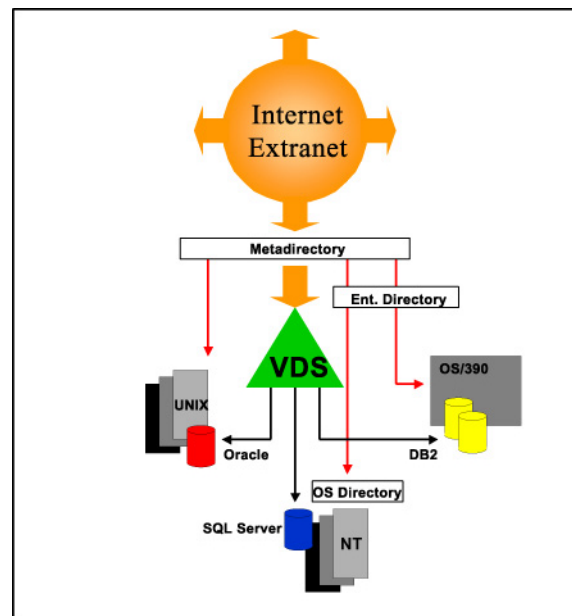 Internet
Extranet
Metadirectory
Ent. Directory
VDS
OS/390
UNIX
Oracle
DB2
OS Directory
SQL Server
NT